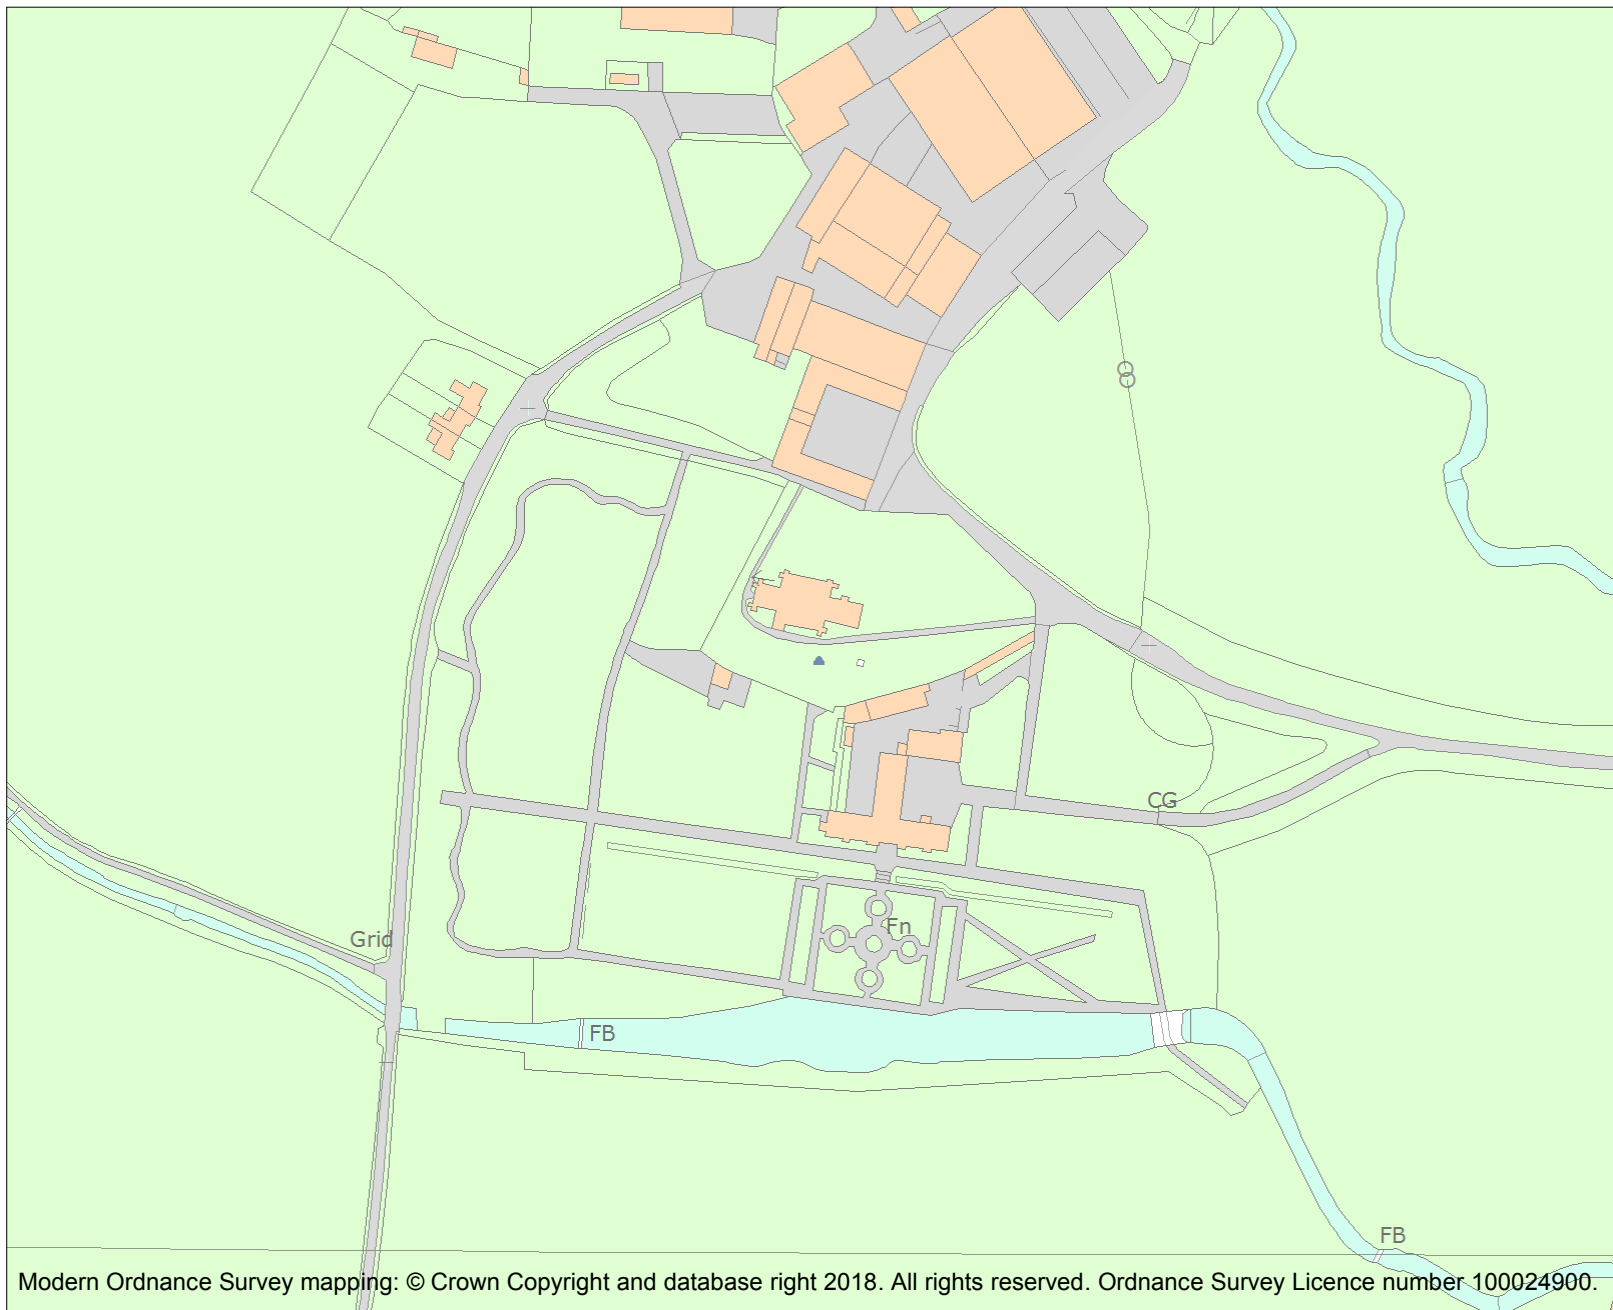 CG
Grid
Fn
FB
FB
Modern Ordnance Survey mapping: © Crown Copyright and database right 2018. All rights reserved. Ordnance Survey Licence number 100024900.